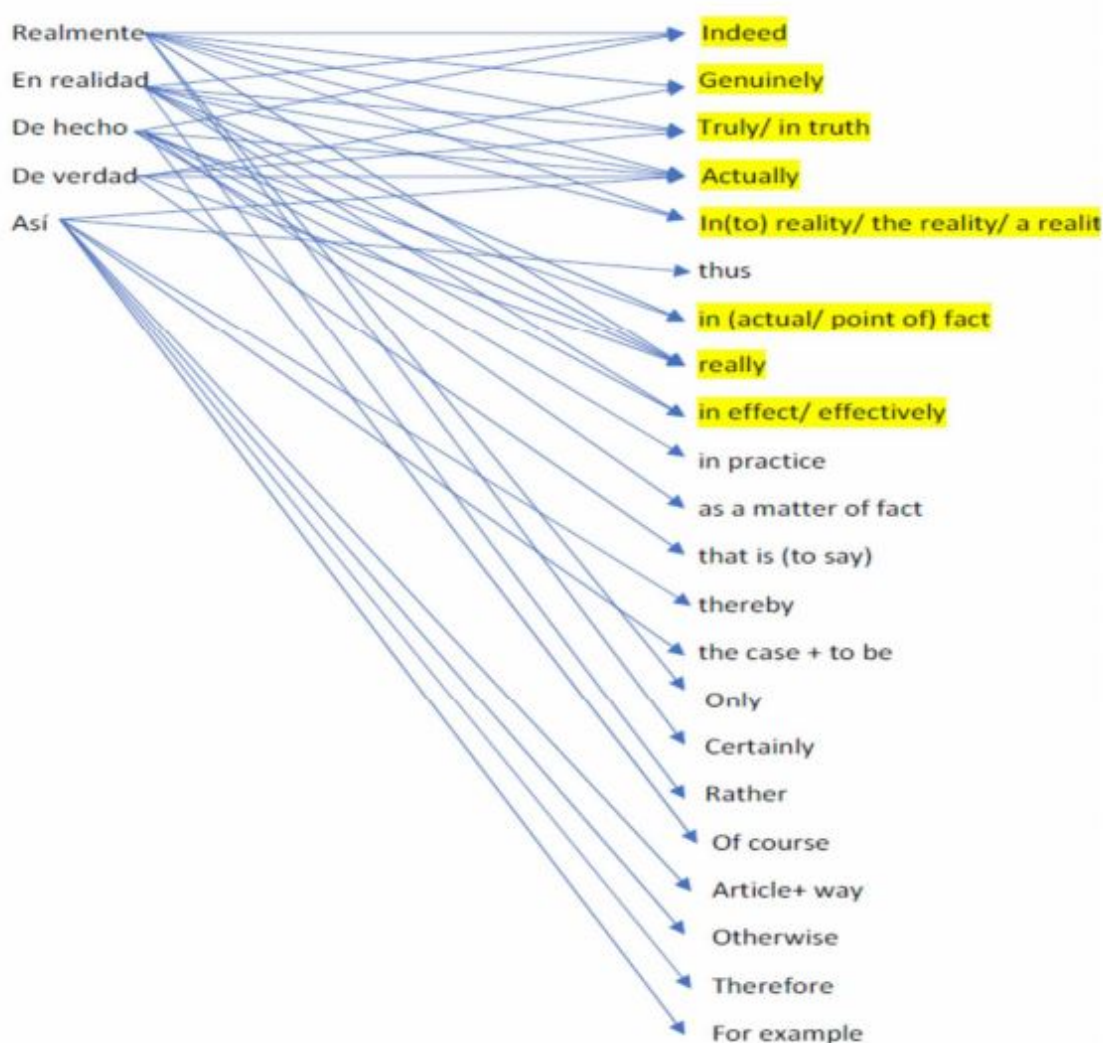 Realmente
En realidad
De hecho
De verdad
Así
Indeed
Genuinely
Truly/ in truth
Actually
In(to) reality/ the reality/ a realit
thus
in (actual/ point of) fact
really
in effect/ effectively
in practice
as a matter of fact
that is (to say)
thereby
the case + to be
Only
Certainly
Rather
Of course
Article+ way
Otherwise
Therefore
For example